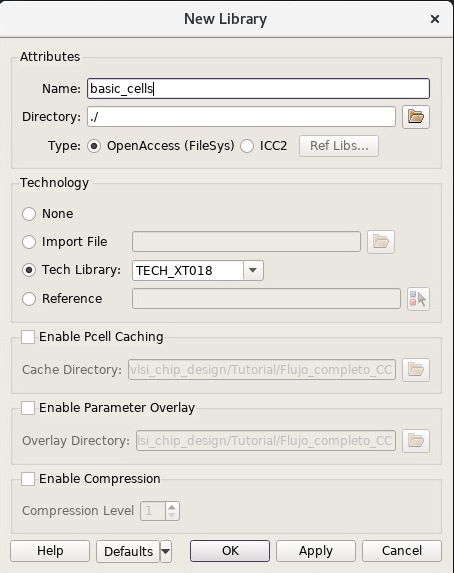 New Library
Attributes
Name: basic_cells
Directory: ./
Type: OpenAccess (FileSys) ICC2 Ref Libs...
Technology
None
Import File
Tech Library: TECH_XT018
Reference
Enable Pcell Caching
Cache Directory: vlsi_chip_design/Tutorial/Flujo_completo_CC
Enable Parameter Overlay
Overlay Directory: lsi_chip_design/Tutorial/Flujo_completo_CC
Enable Compression
Compression Level 1
Help Defaults OK Apply Cancel